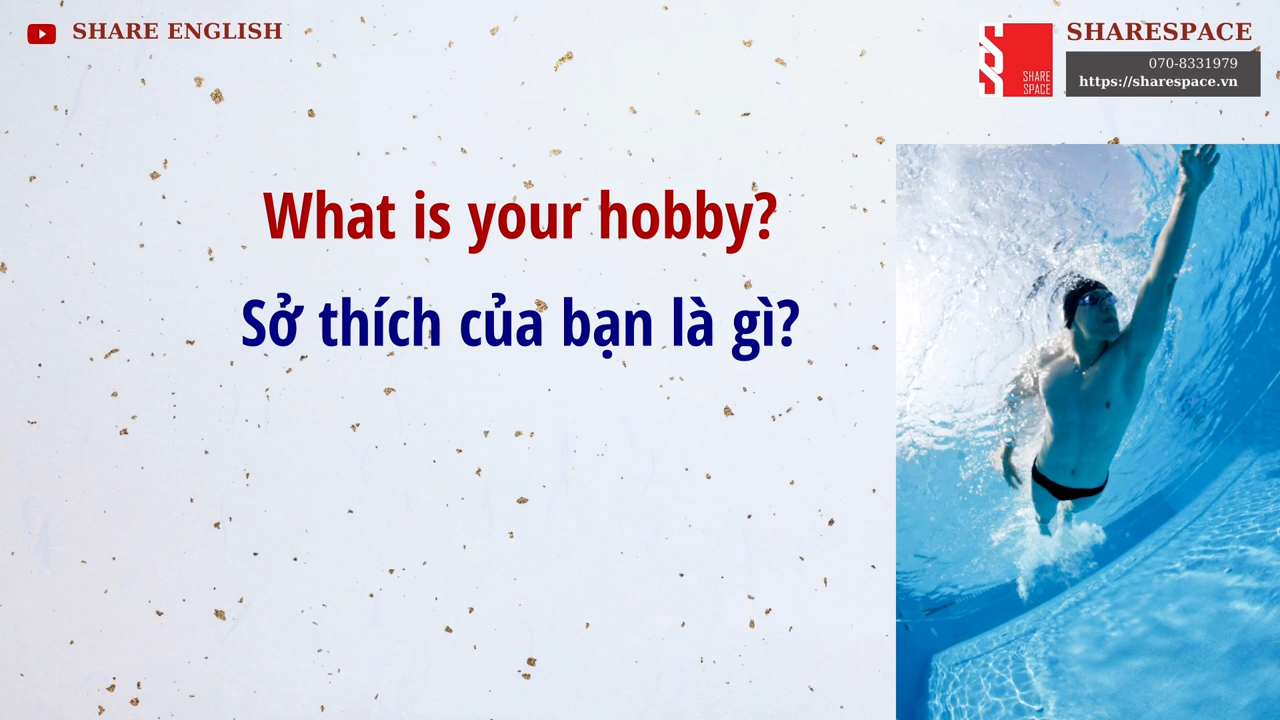 SHARE ENGLISH
SHARESPACE
070-8331979
https://sharespace.vn
SHARE
SPACE
What is your hobby?
Sở thích của bạn là gì?